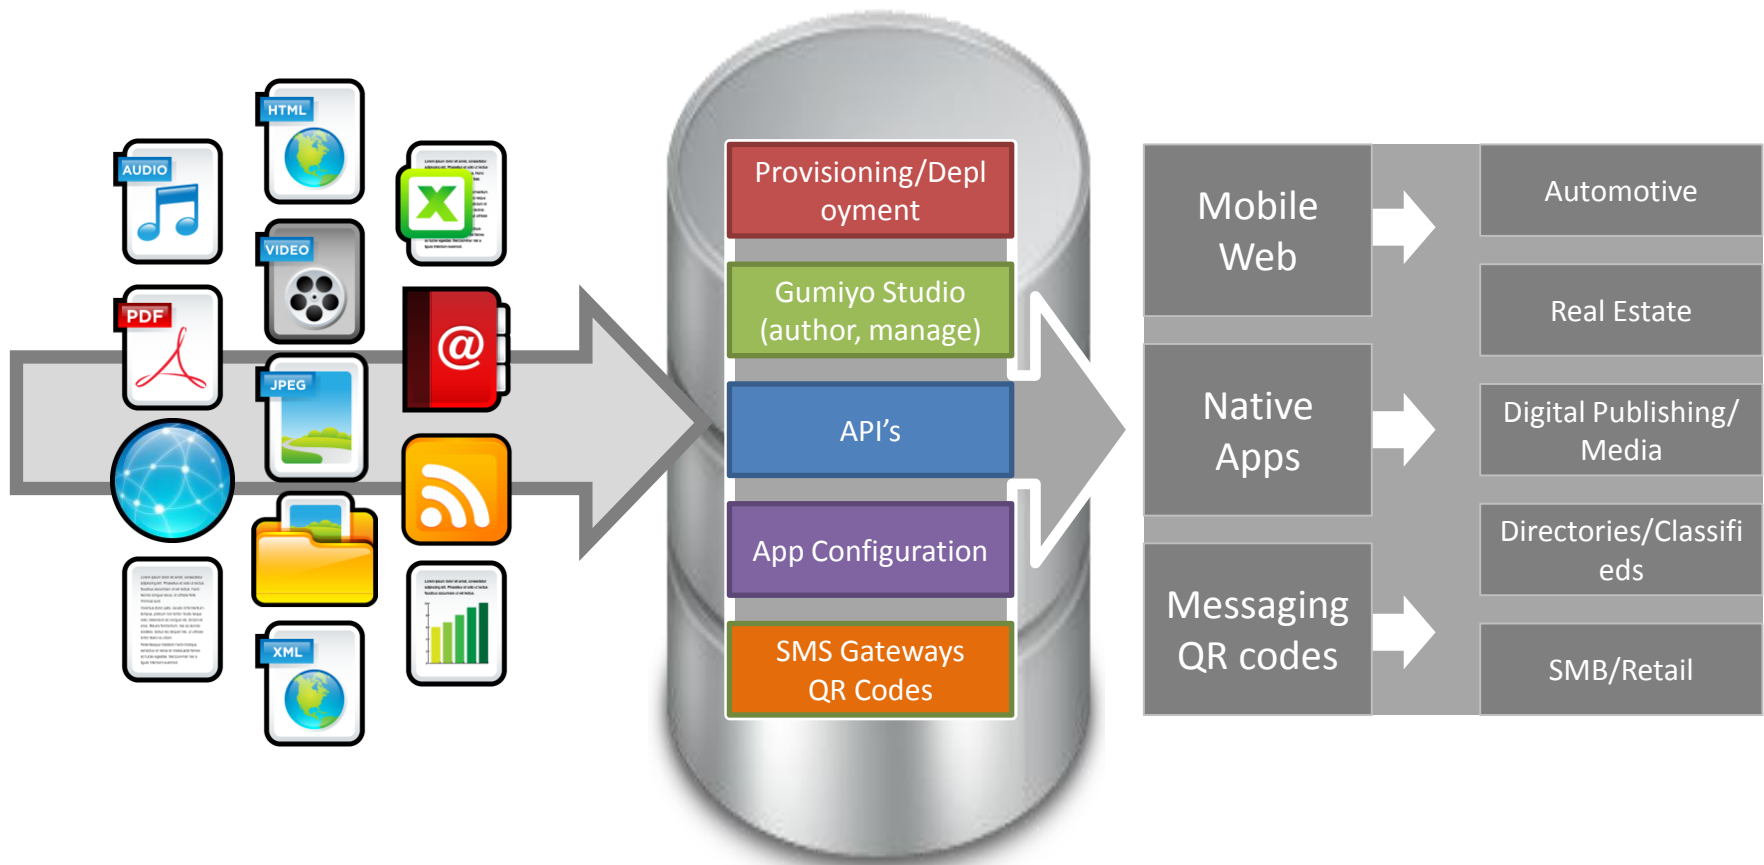 HTML
AUDIO
X
VIDEO
PDF
@
JPEG
XML
Provisioning/Depl
oyment
Gumiyo Studio
(author, manage)
API's
App Configuration
SMS Gateways
QR Codes
Mobile
Web
Native
Apps
Messaging
QR codes
Automotive
Real Estate
Digital Publishing/
Media
Directories/Classifi
eds
SMB/Retail